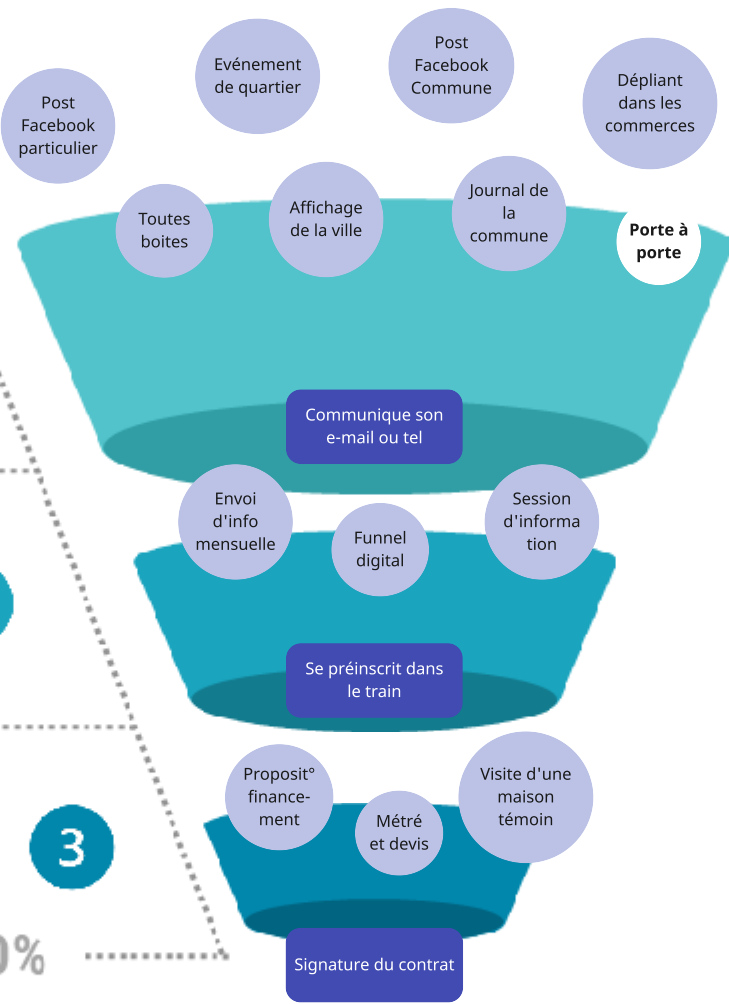 Post
Facebook
particulier
Evénement
de quartier
Post
Facebook
Commune
Dépliant
dans les
commerces
Toutes
boites
Affichage
de la ville
Journal de
la
commune
Porte à
porte
Communique son
e-mail ou tel
Envoi
d'info
mensuelle
Funnel
digital
Session
d'informa
tion
Se préinscrit dans
le train
Proposit°
finance-
ment
Métré
et devis
Visite d'une
maison
témoin
3
0%
Signature du contrat